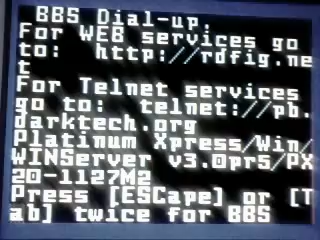 BBS Dial-up.
For WEB services go
to:  http://rdfig.ne
t
For Telnet services
go to:  telnet://pb.
darktech.org
Platinum Xpress/Win/
WINServer v3.0pr5/PX
20-1127M2
Press [ESCape] or [T
ab] twice for BBS